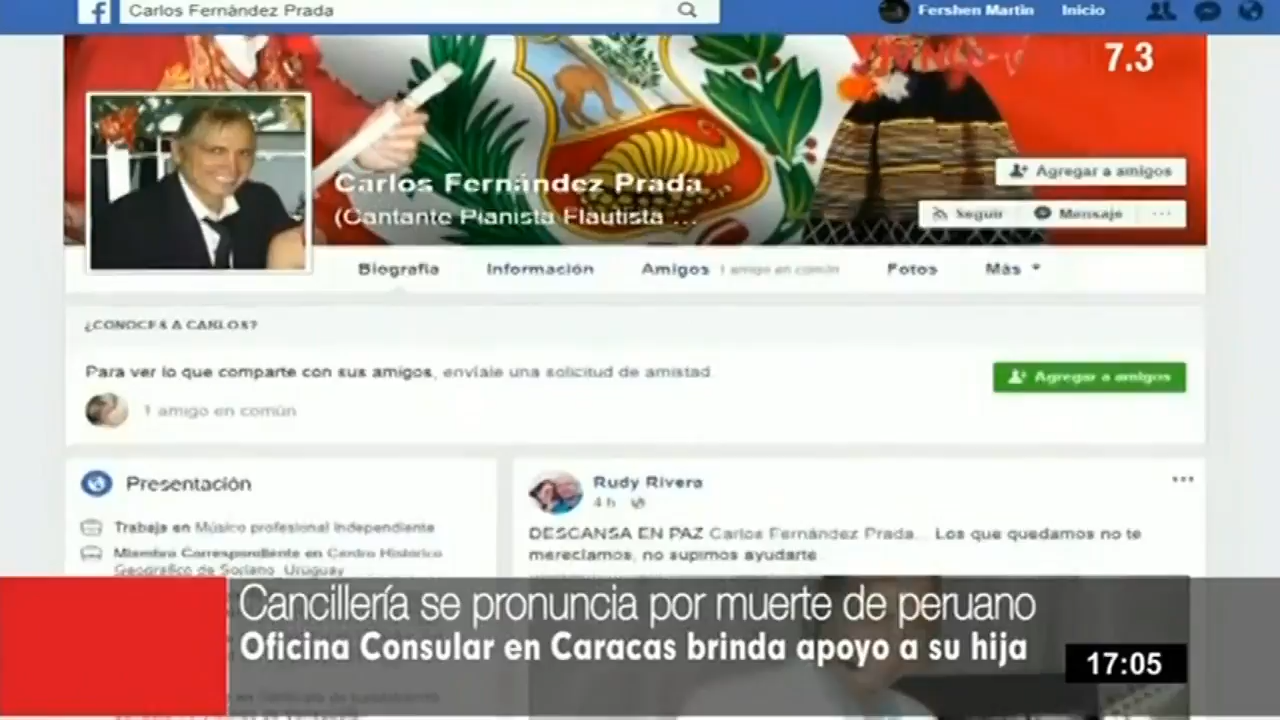 Carlos Fernández Prada
Fershen Martin Inicio
7.3
Agregar a amigos
Carlos Fernández Prada
(Cantante Pianista Flautista ...
Seguir Mensaje ...
Biografía Información Amigos 1 amigo en común Fotos Más
¿CONOCES A CARLOS?
Para ver lo que comparte con sus amigos, envíale una solicitud de amistad.
Agregar a amigos
1 amigo en común
Presentación
Trabaja en Músico profesional Independiente
Miembro Correspondiente en Centro Histórico
Geográfico de Soriano, Uruguay
Rudy Rivera
4 h
DESCANSA EN PAZ Carlos Fernández Prada... Los que quedamos no te
merecíamos, no supimos ayudarte
Cancillería se pronuncia por muerte de peruano
Oficina Consular en Caracas brinda apoyo a su hija
17:05